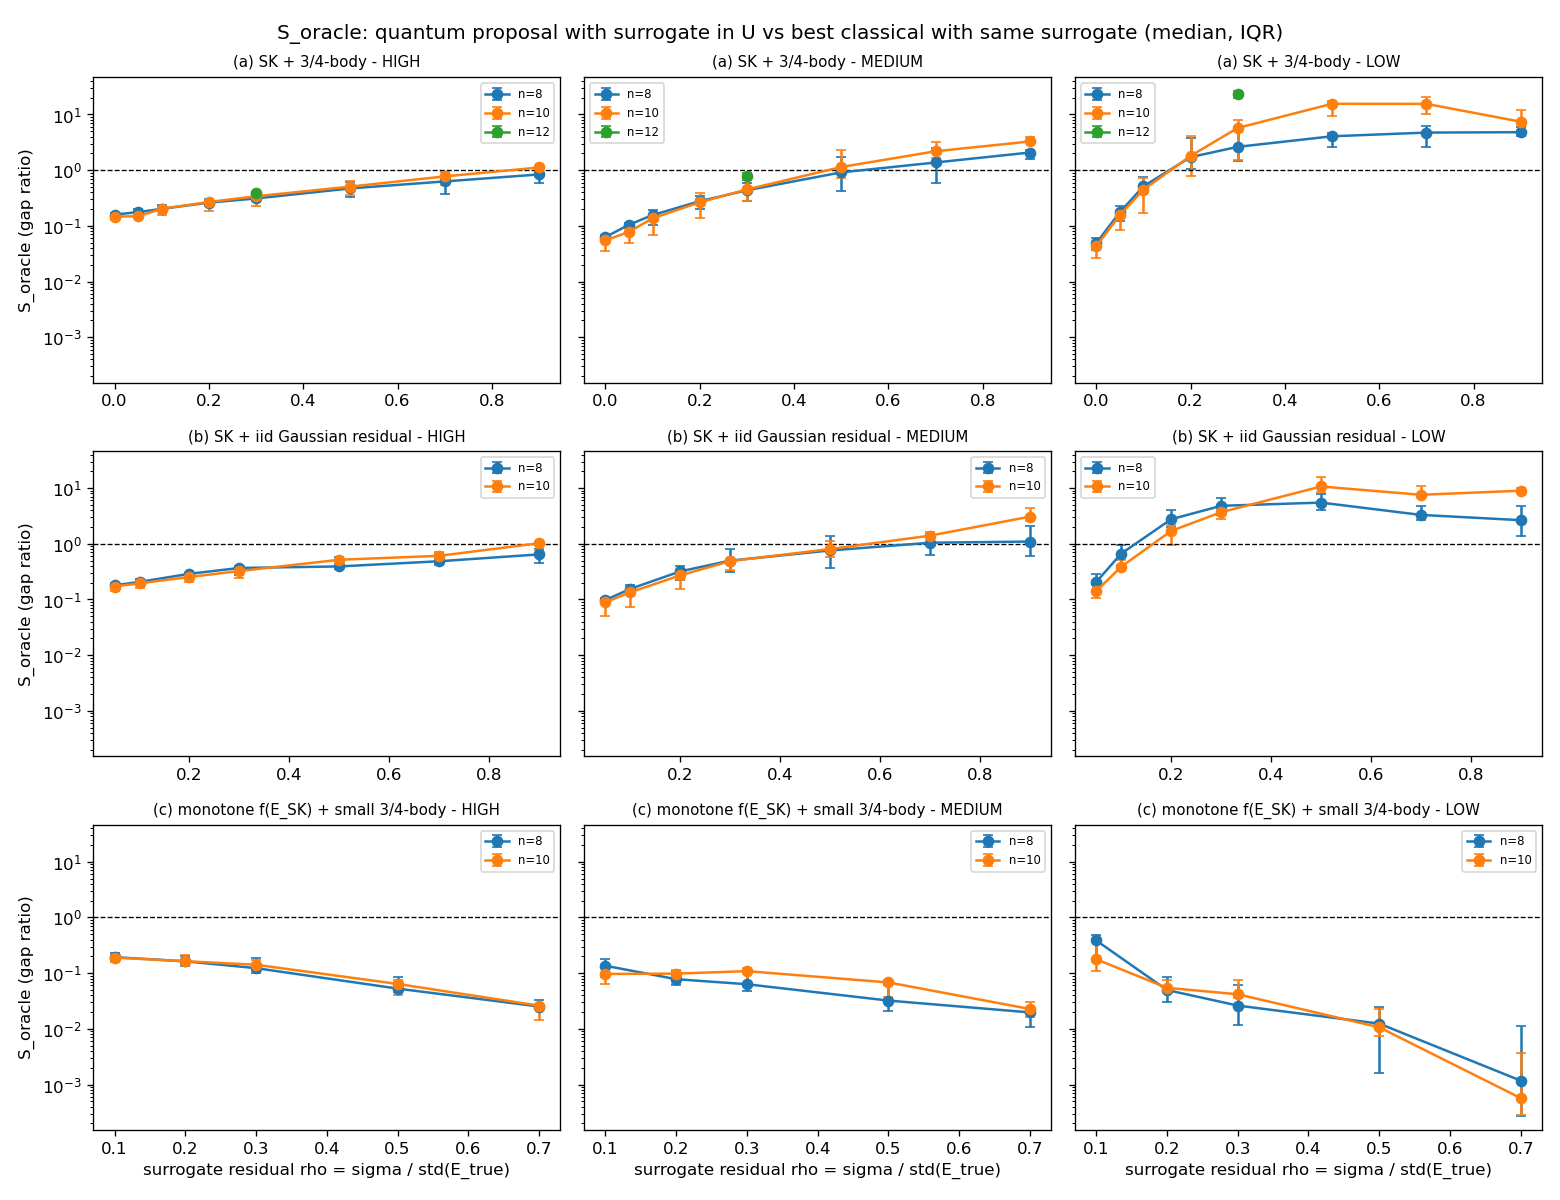 S_oracle: quantum proposal with surrogate in U vs best classical with same surrogate (median, IQR)
(a) SK + 3/4-body - HIGH
(a) SK + 3/4-body - MEDIUM
(a) SK + 3/4-body - LOW
S_oracle (gap ratio)
10¹
10⁰
10⁻¹
10⁻²
10⁻³
n=8
n=10
n=12
n=8
n=10
n=12
n=8
n=10
n=12
0.0 0.2 0.4 0.6 0.8
0.0 0.2 0.4 0.6 0.8
0.0 0.2 0.4 0.6 0.8
(b) SK + iid Gaussian residual - HIGH
(b) SK + iid Gaussian residual - MEDIUM
(b) SK + iid Gaussian residual - LOW
S_oracle (gap ratio)
10¹
10⁰
10⁻¹
10⁻²
10⁻³
n=8
n=10
n=8
n=10
n=8
n=10
0.2 0.4 0.6 0.8
0.2 0.4 0.6 0.8
0.2 0.4 0.6 0.8
(c) monotone f(E_SK) + small 3/4-body - HIGH
(c) monotone f(E_SK) + small 3/4-body - MEDIUM
(c) monotone f(E_SK) + small 3/4-body - LOW
S_oracle (gap ratio)
10¹
10⁰
10⁻¹
10⁻²
10⁻³
n=8
n=10
n=8
n=10
n=8
n=10
0.1 0.2 0.3 0.4 0.5 0.6 0.7
0.1 0.2 0.3 0.4 0.5 0.6 0.7
0.1 0.2 0.3 0.4 0.5 0.6 0.7
surrogate residual rho = sigma / std(E_true)
surrogate residual rho = sigma / std(E_true)
surrogate residual rho = sigma / std(E_true)